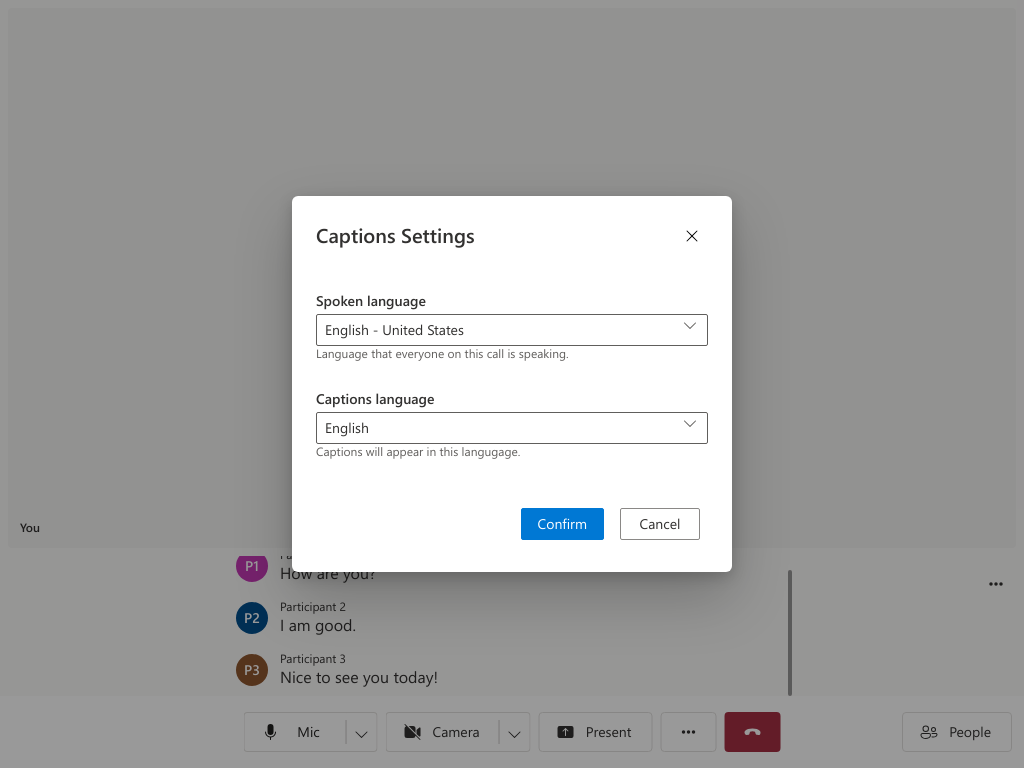 Captions Settings
Spoken language
English - United States
Language that everyone on this call is speaking.
Captions language
English
Captions will appear in this langugage.
Confirm Cancel
You
P1
How are you?
Participant 2
P2
I am good.
Participant 3
P3
Nice to see you today!
Mic Camera Present People